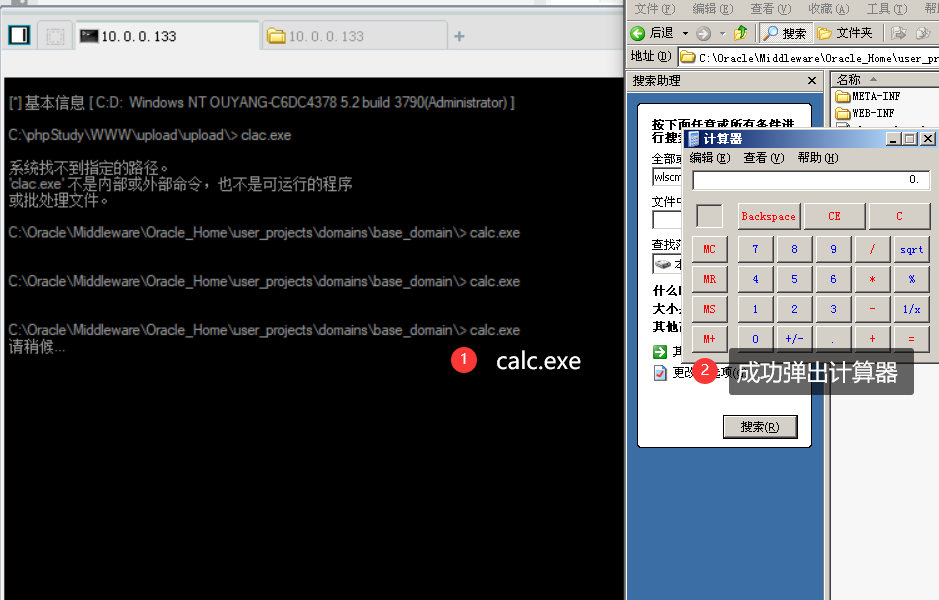 10. 0. 0. 133
10. 0. 0. 133
[*] 基本信息 [ C:D: Windows NT OUYANG-C6DC4378 5.2 build 3790(Administrator) ]
C:\phpStudy\WWW\upload\upload\> clac.exe
系统找不到指定的路径。
'clac.exe' 不是内部或外部命令，也不是可运行的程序
或批处理文件。
C:\Oracle\Middleware\Oracle_Home\user_projects\domains\base_domain\> calc.exe
C:\Oracle\Middleware\Oracle_Home\user_projects\domains\base_domain\> calc.exe
C:\Oracle\Middleware\Oracle_Home\user_projects\domains\base_domain\> calc.exe
请稍候...
1 calc.exe
文件(F) 编辑(E) 查看(V) 收藏(A) 工具(T)
后退 搜索 文件夹
地址(D) C:\Oracle\Middleware\Oracle_Home\user_pr
搜索助理
名称
META-INF
WEB-INF
按下面任意或所有条件进
行搜
全部
wlscm
文件
查找
什么
大小
其他
更改 选项(
搜索(R)
计算器
编辑(E) 查看(V) 帮助(H)
0.
Backspace CE C
MC 7 8 9 / sqrt
MR 4 5 6 * %
MS 1 2 3 - 1/x
M+ 0 +/- . + =
2 成功弹出计算器